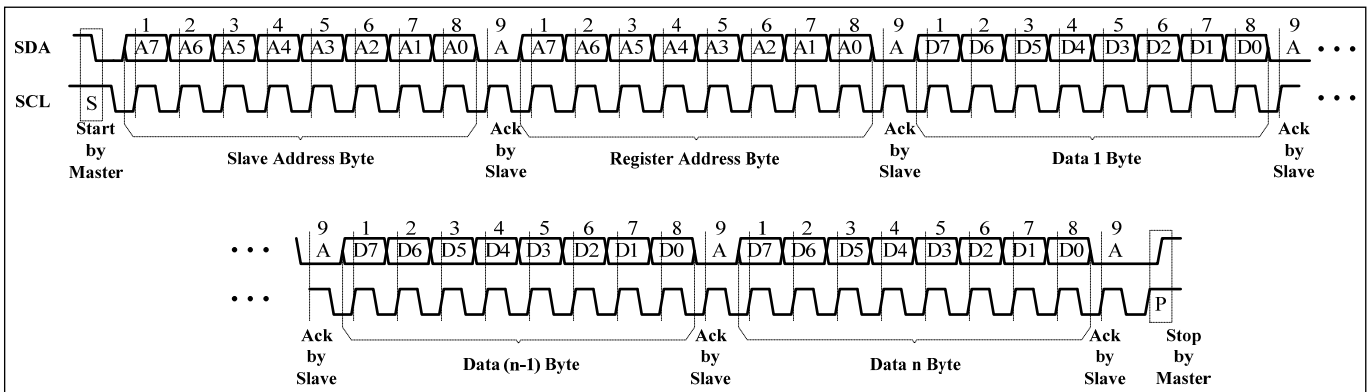 1 2 3 4 5 6 7 8 9 1 2 3 4 5 6 7 8 9 1 2 3 4 5 6 7 8 9
SDA A7 A6 A5 A4 A3 A2 A1 A0 A A7 A6 A5 A4 A3 A2 A1 A0 A D7 D6 D5 D4 D3 D2 D1 D0 A • • •
SCL S • • •
Start by Master
Slave Address Byte
Ack by Slave
Register Address Byte
Ack by Slave
Data 1 Byte
Ack by Slave
9 1 2 3 4 5 6 7 8 9 1 2 3 4 5 6 7 8 9
• • • A D7 D6 D5 D4 D3 D2 D1 D0 A D7 D6 D5 D4 D3 D2 D1 D0 A
• • • P
Ack by Slave
Data (n-1) Byte
Ack by Slave
Data n Byte
Ack by Slave
Stop by Master